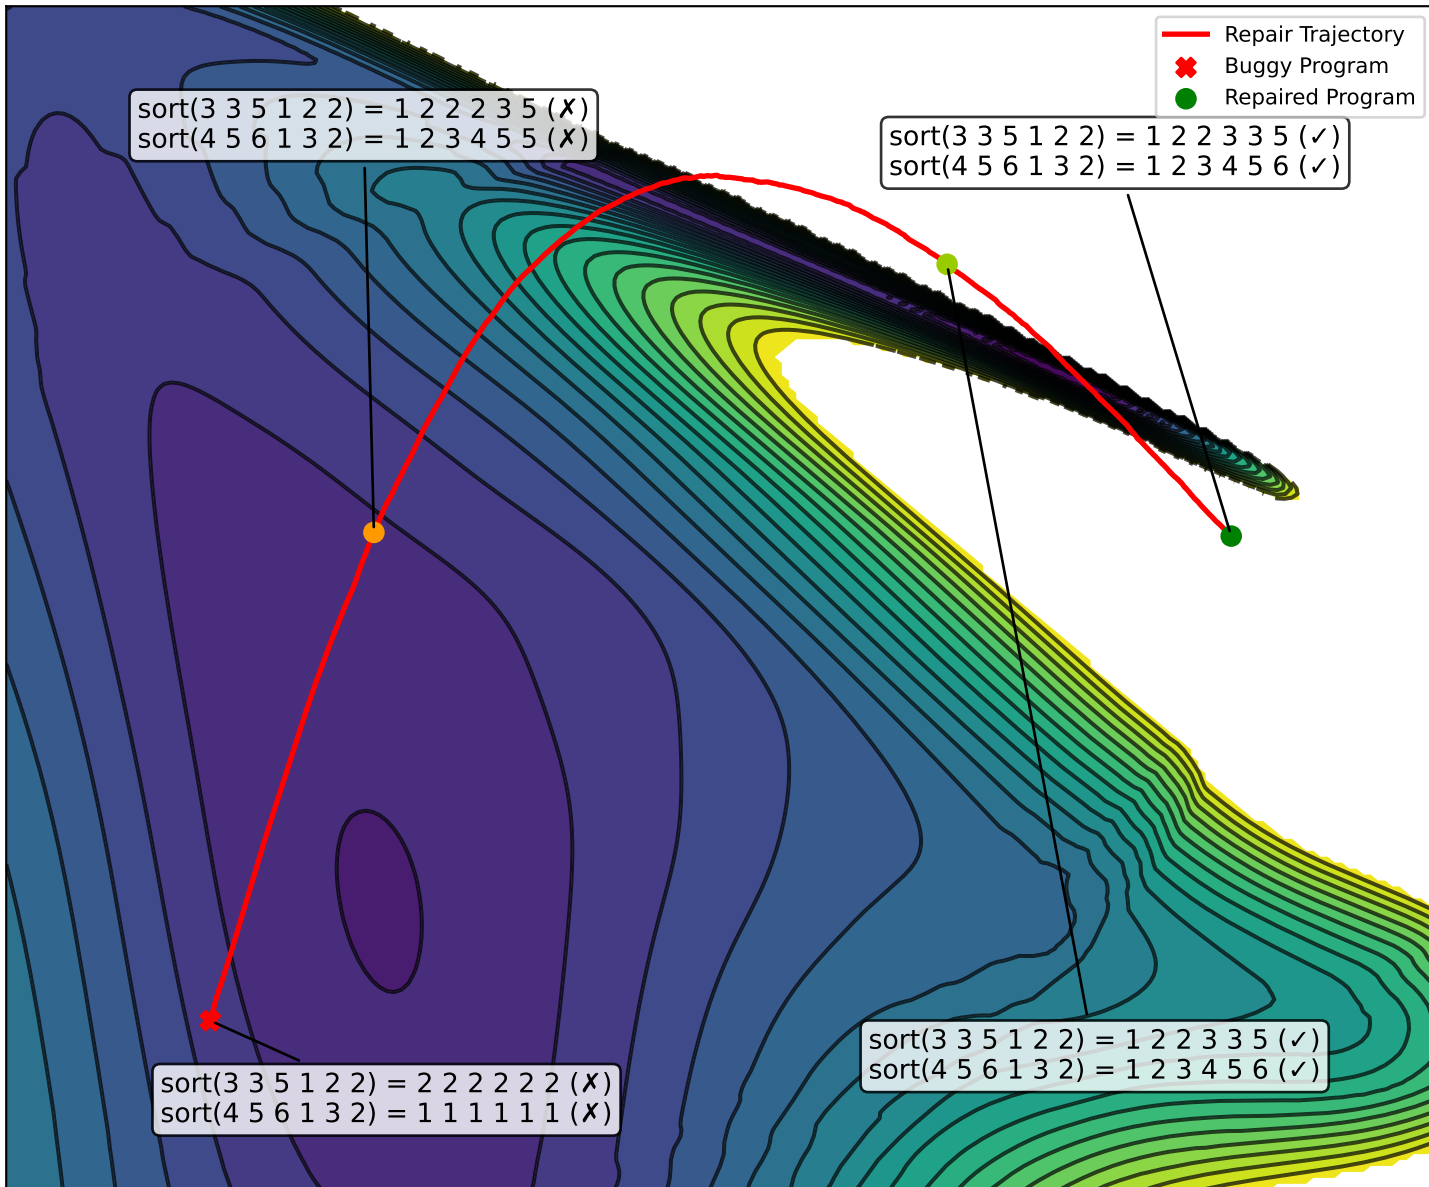 Repair Trajectory
Buggy Program
Repaired Program
sort(3 3 5 1 2 2) = 1 2 2 2 3 5 (✗)
sort(4 5 6 1 3 2) = 1 2 3 4 5 5 (✗)
sort(3 3 5 1 2 2) = 1 2 2 3 3 5 (✓)
sort(4 5 6 1 3 2) = 1 2 3 4 5 6 (✓)
sort(3 3 5 1 2 2) = 1 2 2 3 3 5 (✓)
sort(4 5 6 1 3 2) = 1 2 3 4 5 6 (✓)
sort(3 3 5 1 2 2) = 2 2 2 2 2 2 (✗)
sort(4 5 6 1 3 2) = 1 1 1 1 1 1 (✗)